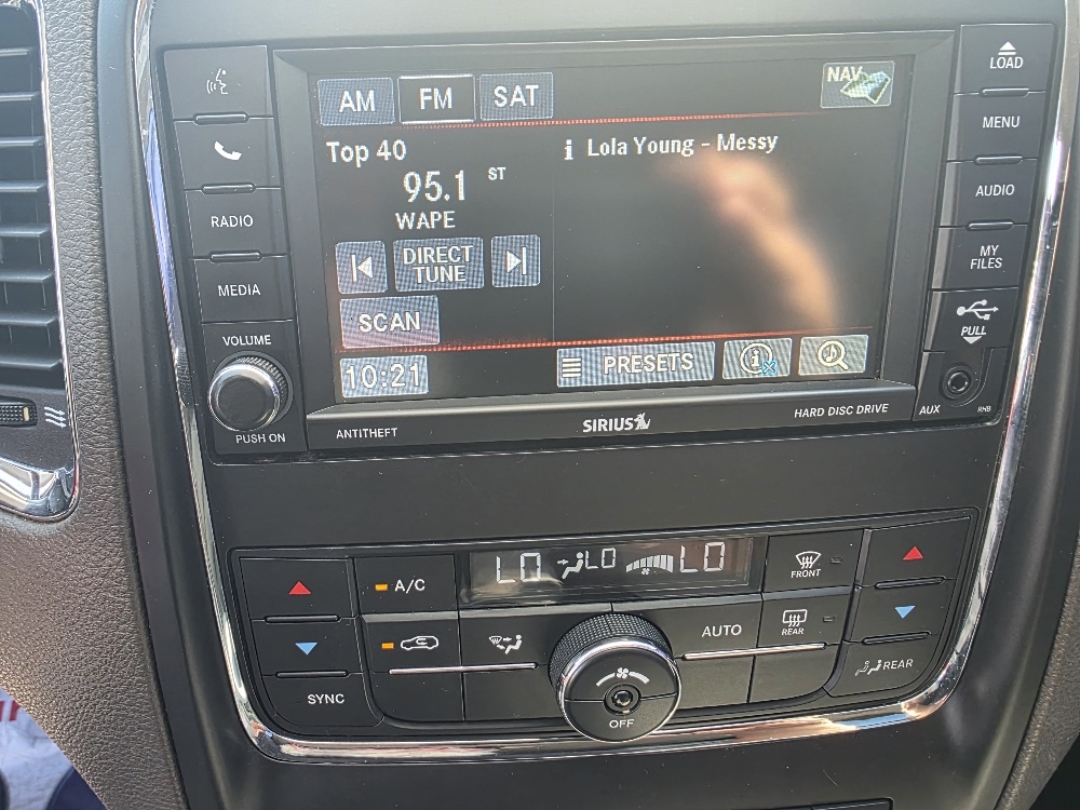 AM
FM
SAT
NAV
Top 40
i Lola Young - Messy
95.1 ST
WAPE
DIRECT
TUNE
SCAN
10:21
PRESETS
i
RADIO
MEDIA
VOLUME
PUSH ON
ANTITHEFT
SIRIUS
HARD DISC DRIVE
LOAD
MENU
AUDIO
MY
FILES
PULL
AUX
RHB
LO
LO
LO
A/C
FRONT
AUTO
REAR
SYNC
OFF
REAR